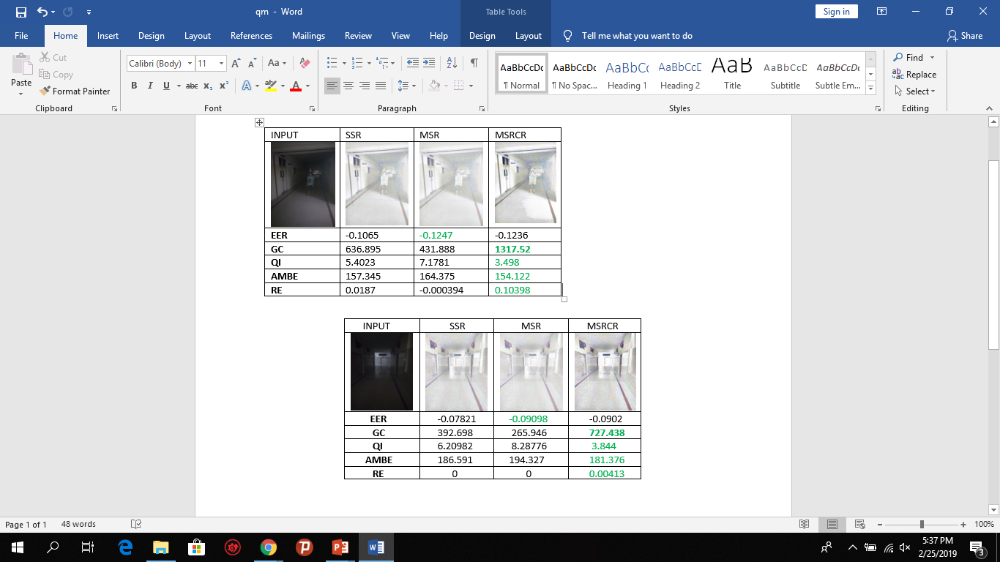 qm - Word
Table Tools
Sign in
File Home Insert Design Layout References Mailings Review View Help Design Layout Tell me what you want to do Share
Paste
Cut
Copy
Format Painter
Clipboard
Calibri (Body) 11
Font
Paragraph
AaBbCcDc AaBbCcDc AaBbCc AaBbCcE AaB AaBbCcD AaBbCcDc
¶ Normal ¶ No Spac... Heading 1 Heading 2 Title Subtitle Subtle Em...
Styles
Find
Replace
Select
Editing
INPUT SSR MSR MSRCR
EER -0.1065 -0.1247 -0.1236
GC 636.895 431.888 1317.52
QI 5.4023 7.1781 3.498
AMBE 157.345 164.375 154.122
RE 0.0187 -0.000394 0.10398
INPUT SSR MSR MSRCR
EER -0.07821 -0.09098 -0.0902
GC 392.698 265.946 727.438
QI 6.20982 8.28776 3.844
AMBE 186.591 194.327 181.376
RE 0 0 0.00413
Page 1 of 1 48 words 100%
5:37 PM
2/25/2019
3